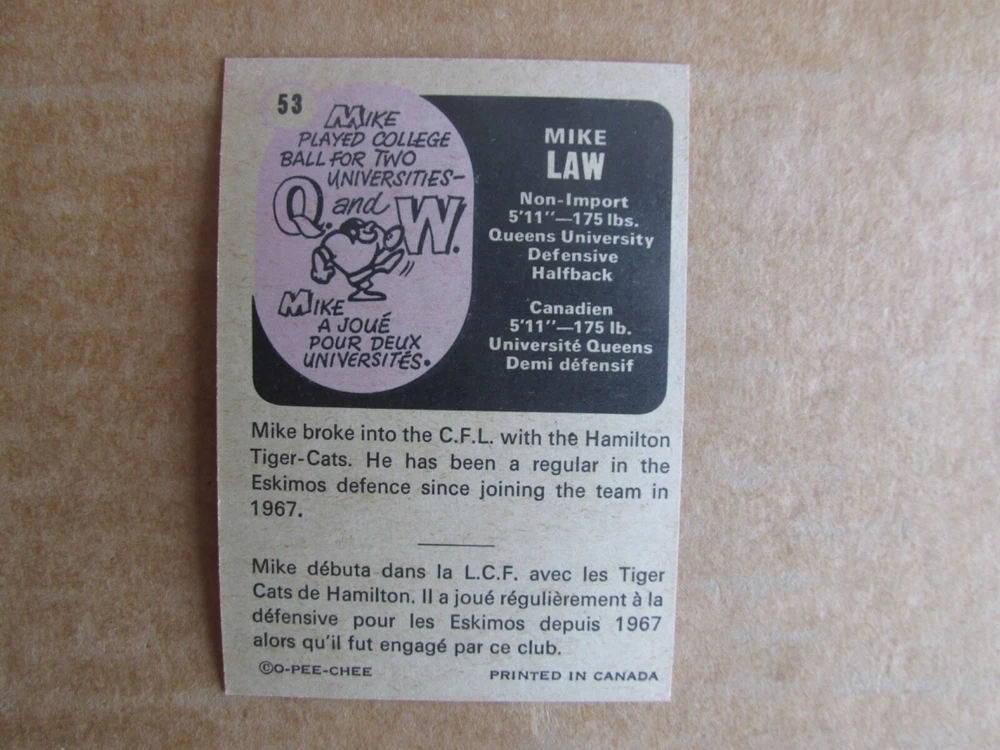 53
MIKE
PLAYED COLLEGE
BALL FOR TWO
UNIVERSITIES—
Q. and W.
MIKE
A JOUÉ
POUR DEUX
UNIVERSITÉS.
MIKE
LAW
Non-Import
5'11"—175 lbs.
Queens University
Defensive
Halfback
Canadien
5'11"—175 lb.
Université Queens
Demi défensif
Mike broke into the C.F.L. with the Hamilton
Tiger-Cats. He has been a regular in the
Eskimos defence since joining the team in
1967.
Mike débuta dans la L.C.F. avec les Tiger
Cats de Hamilton. Il a joué régulièrement à la
défensive pour les Eskimos depuis 1967
alors qu'il fut engagé par ce club.
©O-PEE-CHEE
PRINTED IN CANADA